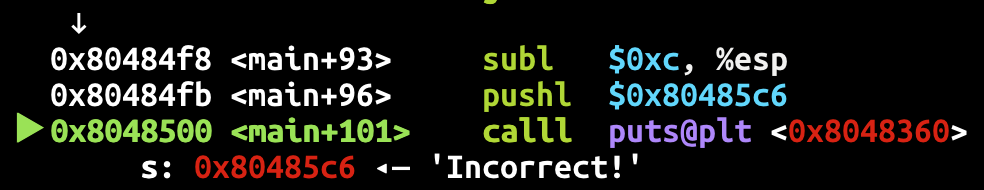 ↓
0x80484f8 <main+93> subl $0xc, %esp
0x80484fb <main+96> pushl $0x80485c6
►0x8048500 <main+101> calll puts@plt <0x8048360>
s: 0x80485c6 ◂— 'Incorrect!'